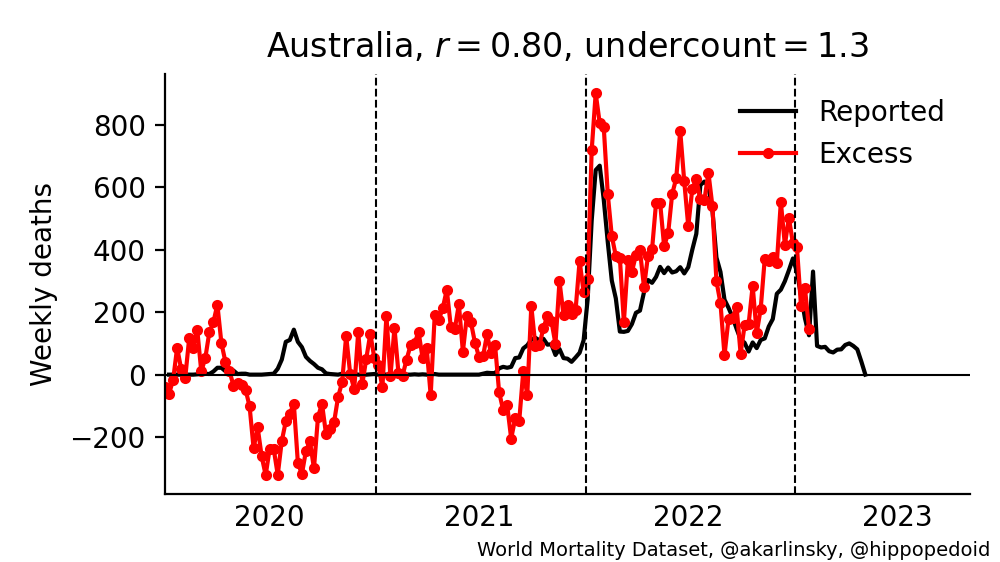 Australia, r = 0.80, undercount = 1.3
Reported
Excess
Weekly deaths
800
600
400
200
0
−200
2020 2021 2022 2023
World Mortality Dataset, @akarlinsky, @hippopedoid